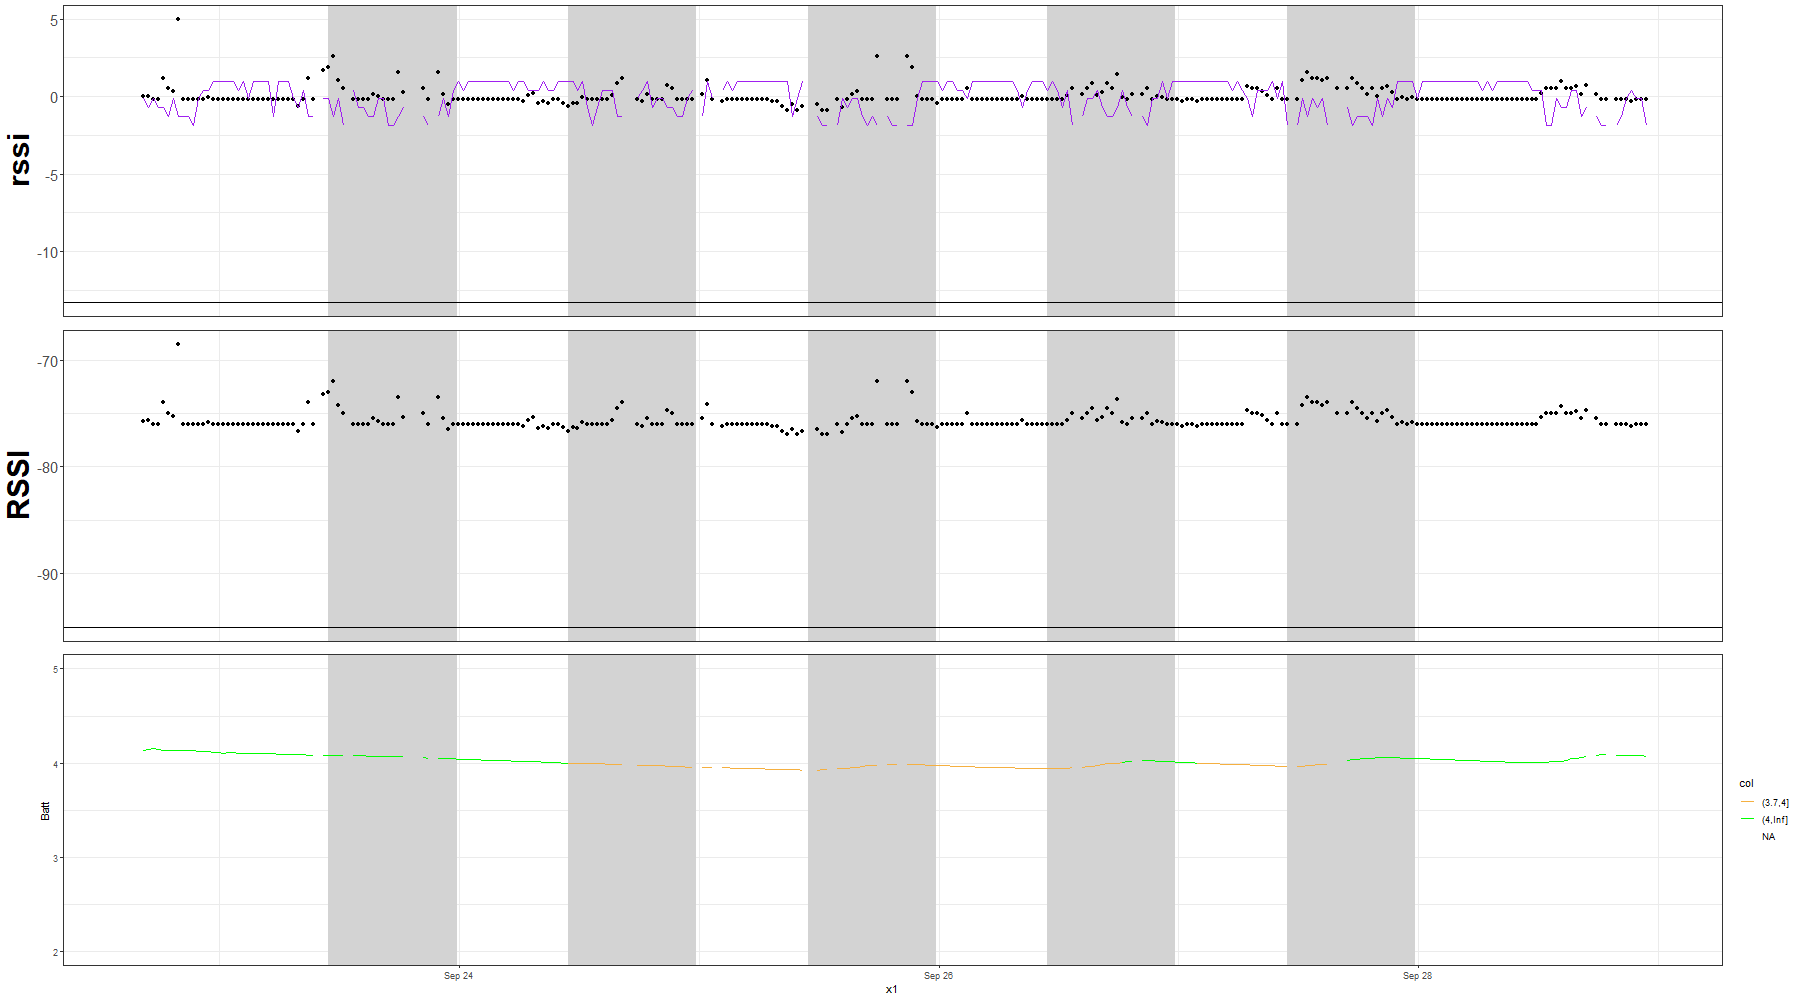 rssi
5
0
-5
-10
RSSI
-70
-80
-90
Batt
5
4
3
2
Sep 24
Sep 26
Sep 28
x1
col
(3.7,4]
(4,Inf]
NA